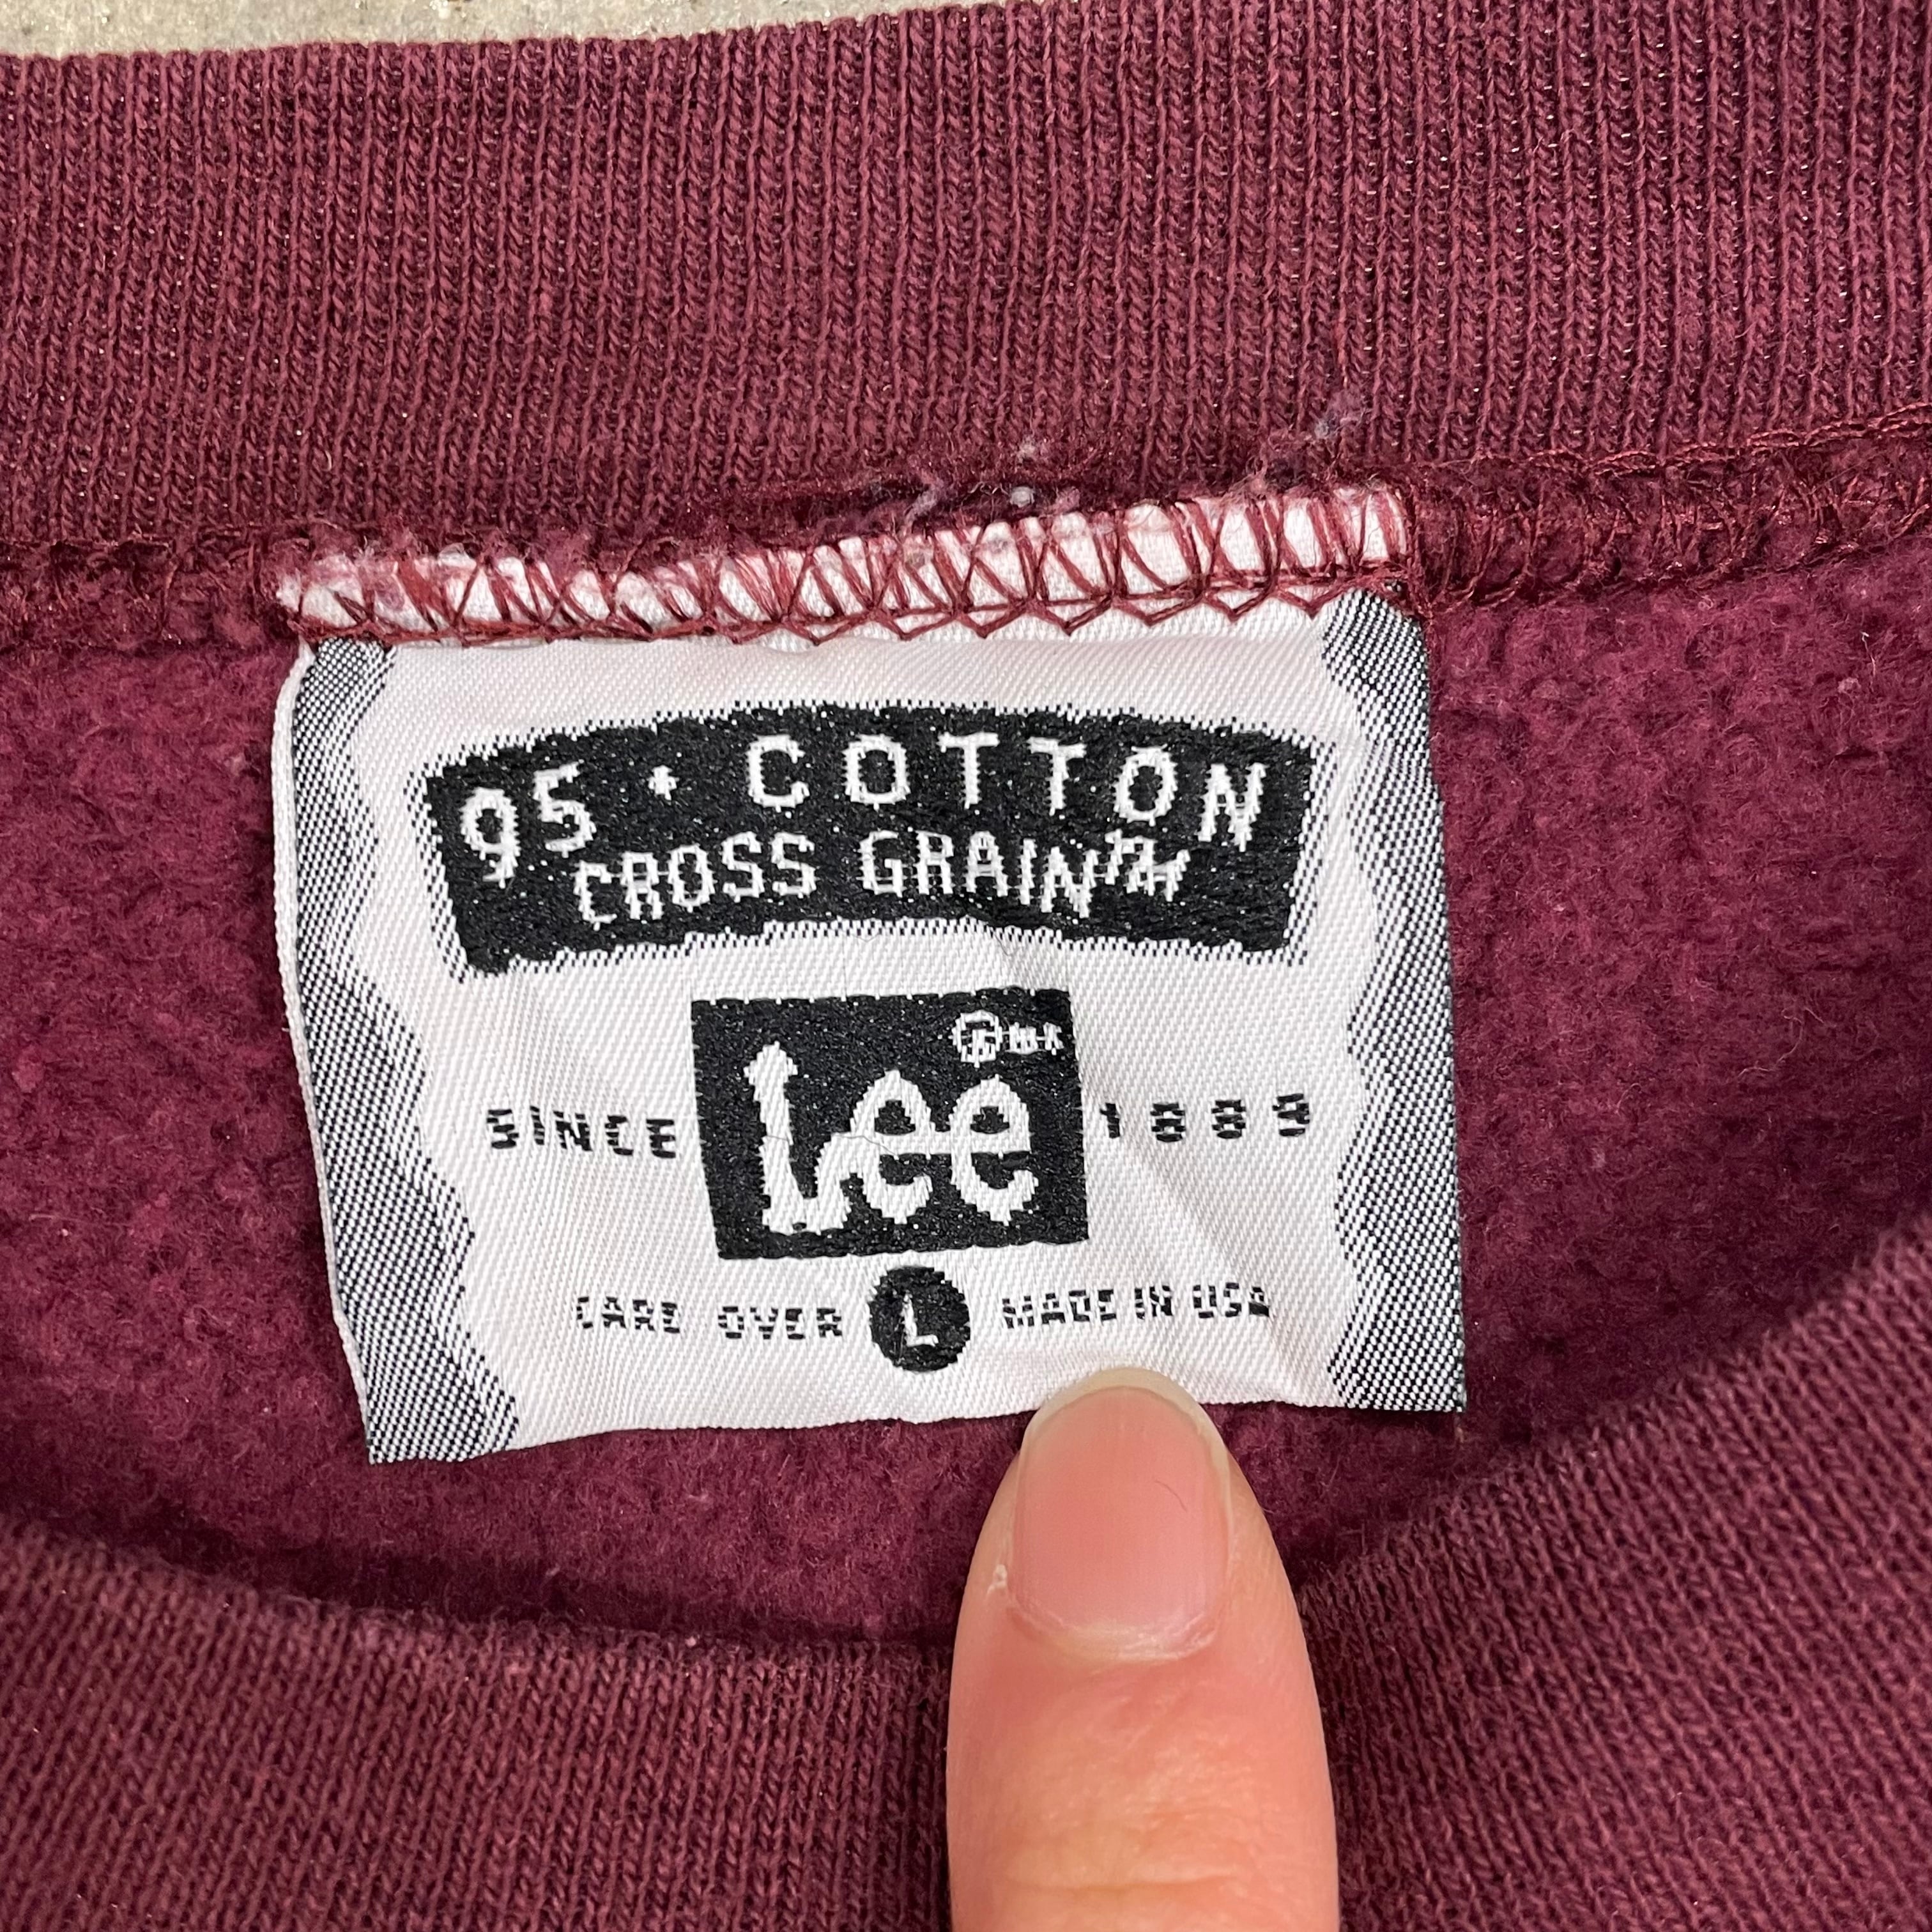 95 • COTTON
CROSS GRAIN™
Lee ®
SINCE 1889
CARE OVER L MADE IN USA